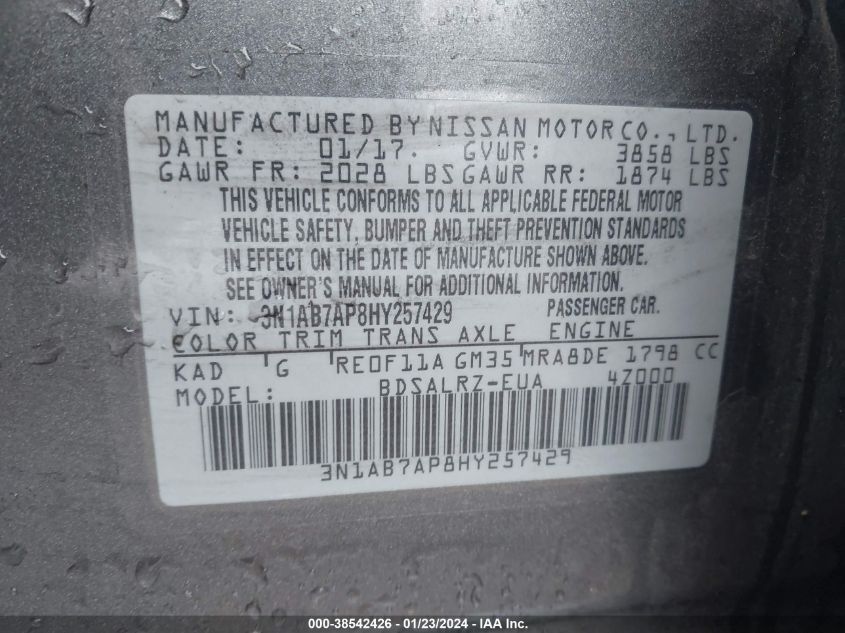 MANUFACTURED BY NISSAN MOTOR CO., LTD.
DATE: 01/17. GVWR: 3858 LBS
GAWR FR: 2028 LBS GAWR RR: 1874 LBS
THIS VEHICLE CONFORMS TO ALL APPLICABLE FEDERAL MOTOR
VEHICLE SAFETY, BUMPER AND THEFT PREVENTION STANDARDS
IN EFFECT ON THE DATE OF MANUFACTURE SHOWN ABOVE.
SEE OWNER'S MANUAL FOR ADDITIONAL INFORMATION.
VIN: 3N1AB7AP8HY257429 PASSENGER CAR.
COLOR TRIM TRANS AXLE ENGINE
KAD G RE0F11A GM35 MRA8DE 1798 CC
MODEL: BDSALRZ-EUA 4Z000
3N1AB7AP8HY257429
000-38542426 - 01/23/2024 - IAAI.com